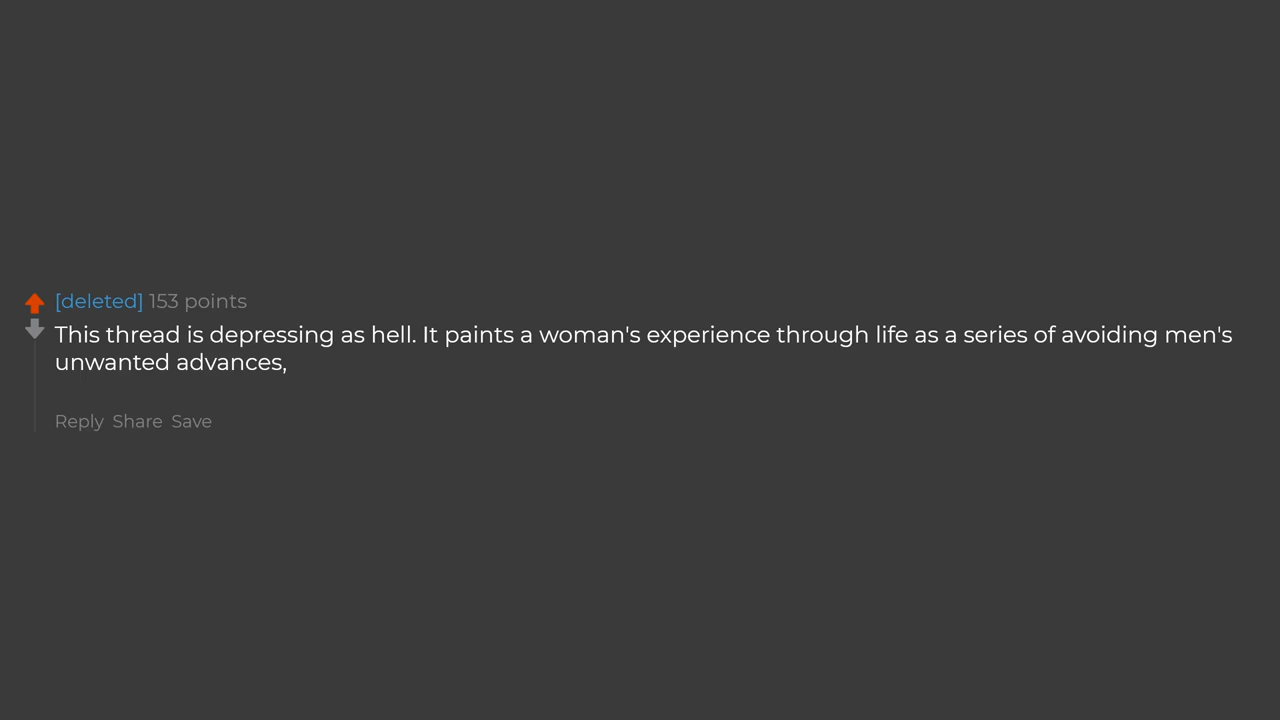 [deleted] 153 points
This thread is depressing as hell. It paints a woman's experience through life as a series of avoiding men's
unwanted advances,
Reply Share Save